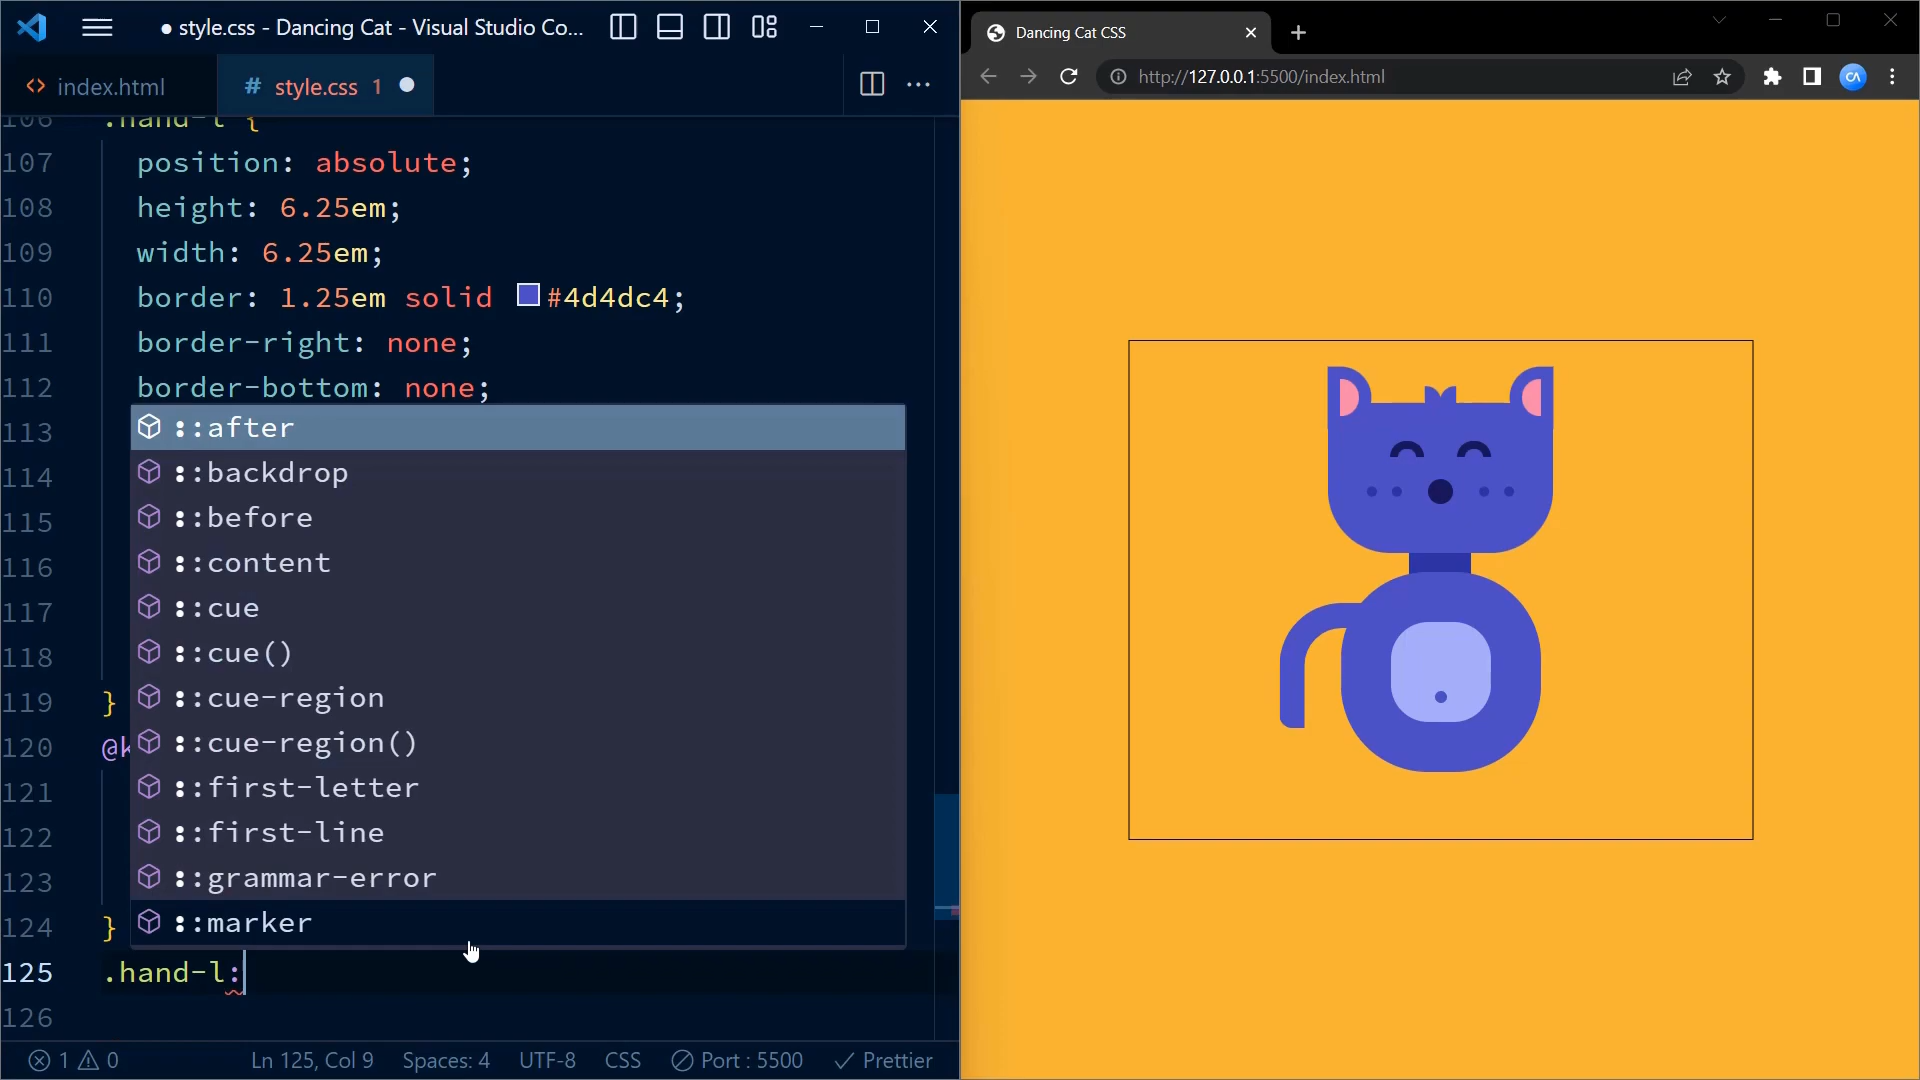 ● style.css - Dancing Cat - Visual Studio Co...
index.html
# style.css 1 ●
106 .hand-l {
107 position: absolute;
108 height: 6.25em;
109 width: 6.25em;
110 border: 1.25em solid #4d4dc4;
111 border-right: none;
112 border-bottom: none;
113 ::after
114 ::backdrop
115 ::before
116 ::content
117 ::cue
118 ::cue()
119 } ::cue-region
120 @k ::cue-region()
121 ::first-letter
122 ::first-line
123 ::grammar-error
124 } ::marker
125 .hand-l:
126
1 0 Ln 125, Col 9 Spaces: 4 UTF-8 CSS Port : 5500 Prettier
Dancing Cat CSS
http://127.0.0.1:5500/index.html
CA